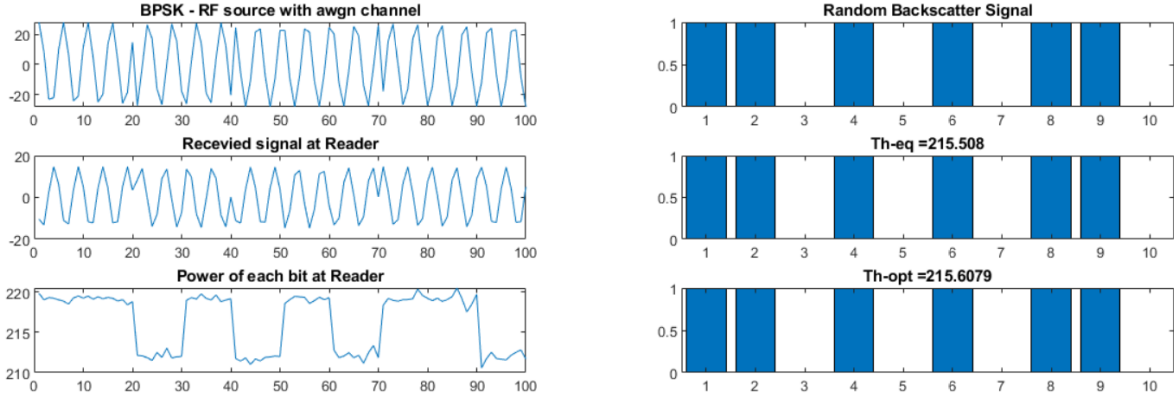 BPSK - RF source with awgn channel
20
0
-20
0 10 20 30 40 50 60 70 80 90 100
Recevied signal at Reader
20
0
-20
0 10 20 30 40 50 60 70 80 90 100
Power of each bit at Reader
220
215
210
0 10 20 30 40 50 60 70 80 90 100
Random Backscatter Signal
1
0.5
0
1 2 3 4 5 6 7 8 9 10
Th-eq =215.508
1
0.5
0
1 2 3 4 5 6 7 8 9 10
Th-opt =215.6079
1
0.5
0
1 2 3 4 5 6 7 8 9 10